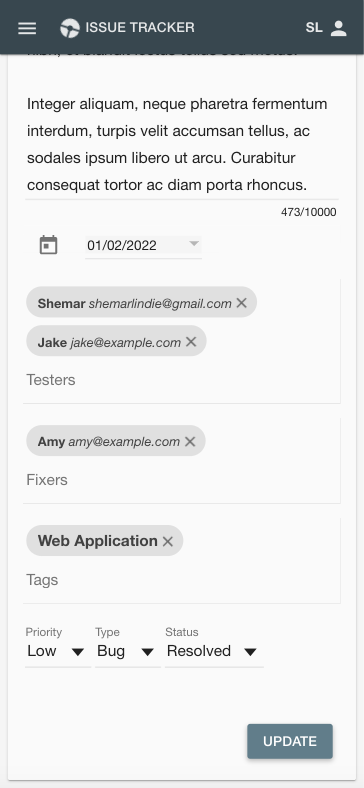 ISSUE TRACKER
SL
Integer aliquam, neque pharetra fermentum
interdum, turpis velit accumsan tellus, ac
sodales ipsum libero ut arcu. Curabitur
consequat tortor ac diam porta rhoncus.
473/10000
01/02/2022
Shemar shemarlindie@gmail.com
Jake jake@example.com
Testers
Amy amy@example.com
Fixers
Web Application
Tags
Priority Type Status
Low Bug Resolved
UPDATE